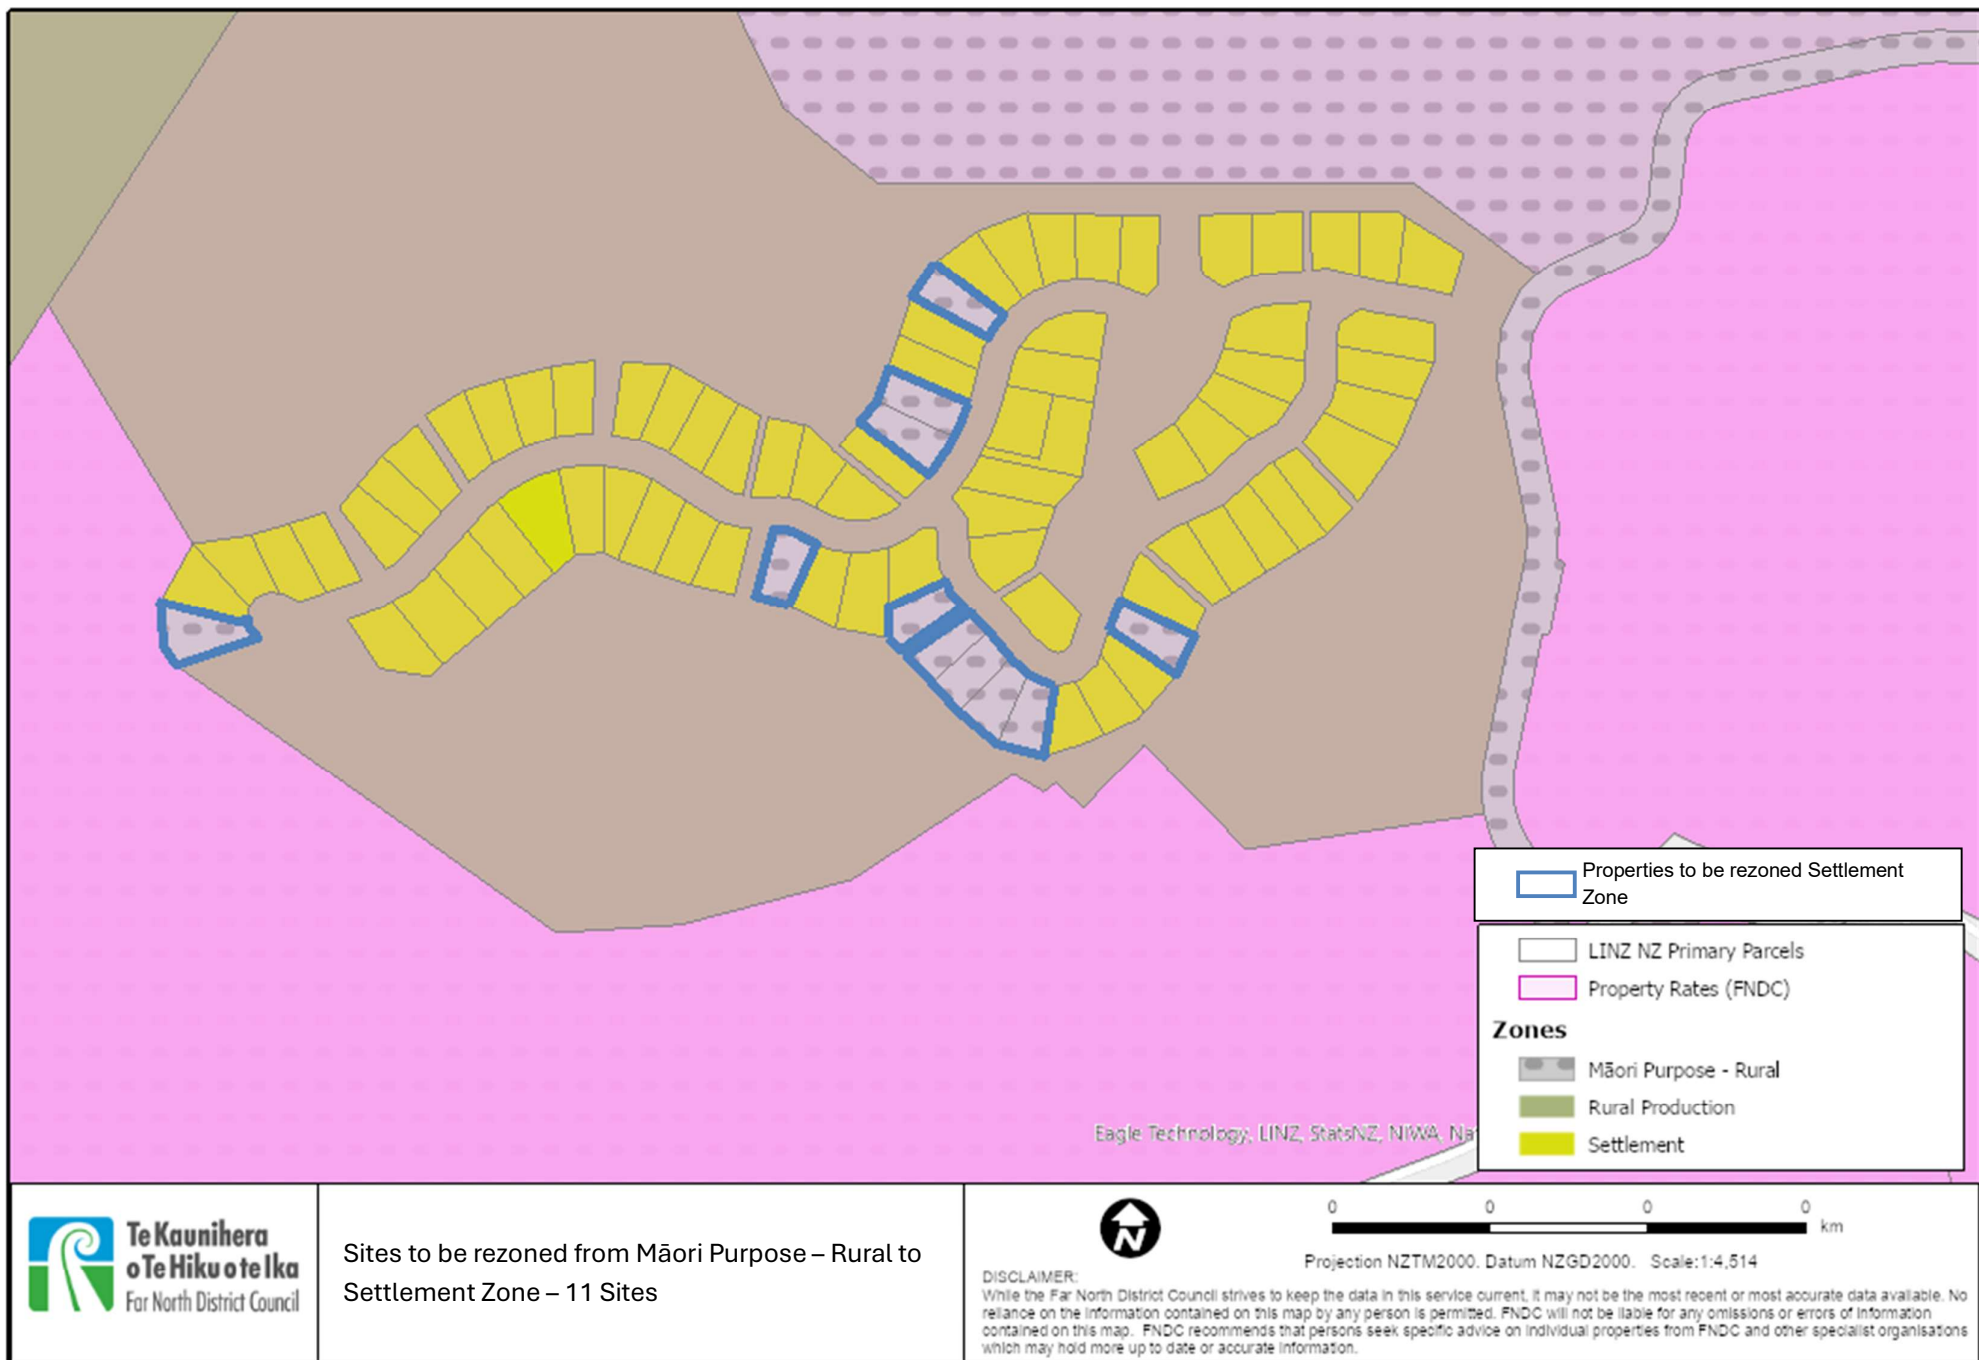 Properties to be rezoned Settlement
Zone
LINZ NZ Primary Parcels
Property Rates (FNDC)
Zones
Māori Purpose - Rural
Rural Production
Settlement
Eagle Technology, LINZ, StatsNZ, NIWA, Na
Te Kaunihera
o Te Hiku o te Ika
Far North District Council
Sites to be rezoned from Māori Purpose – Rural to
Settlement Zone – 11 Sites
N
0 0 0 0
km
Projection NZTM2000. Datum NZGD2000. Scale:1:4,514
DISCLAIMER:
While the Far North District Council strives to keep the data in this service current, it may not be the most recent or most accurate data available. No
reliance on the information contained on this map by any person is permitted. FNDC will not be liable for any omissions or errors of information
contained on this map. FNDC recommends that persons seek specific advice on individual properties from FNDC and other specialist organisations
which may hold more up to date or accurate information.